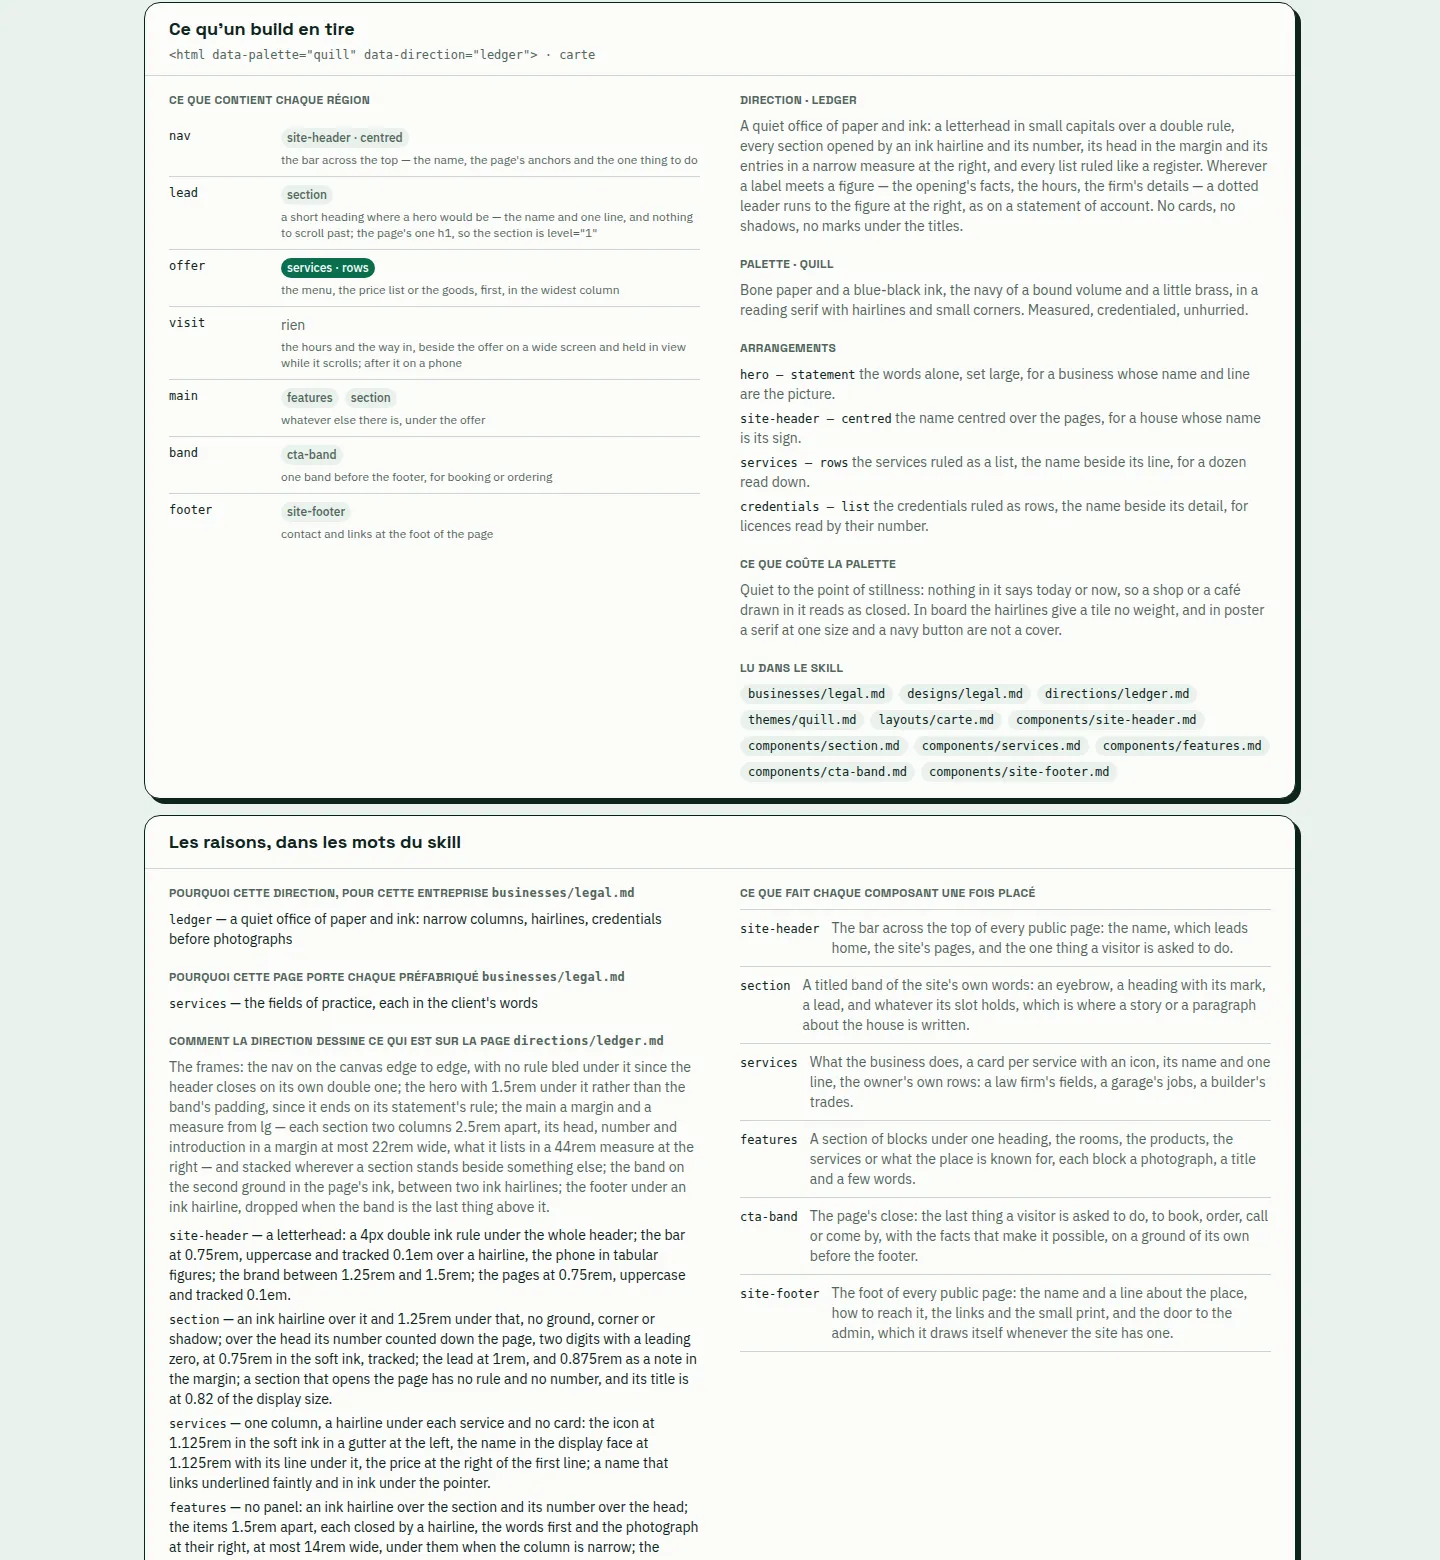 Ce qu’un build en tire
<html data-palette="quill" data-direction="ledger"> · carte
CE QUE CONTIENT CHAQUE RÉGION
nav
site-header · centred
the bar across the top — the name, the page's anchors and the one thing to do
lead
section
a short heading where a hero would be — the name and one line, and nothing
to scroll past; the page's one h1, so the section is level="1"
offer
services · rows
the menu, the price list or the goods, first, in the widest column
visit
rien
the hours and the way in, beside the offer on a wide screen and held in view
while it scrolls; after it on a phone
main
features section
whatever else there is, under the offer
band
cta-band
one band before the footer, for booking or ordering
footer
site-footer
contact and links at the foot of the page
DIRECTION · LEDGER
A quiet office of paper and ink: a letterhead in small capitals over a double rule,
every section opened by an ink hairline and its number, its head in the margin and its
entries in a narrow measure at the right, and every list ruled like a register. Wherever
a label meets a figure — the opening's facts, the hours, the firm's details — a dotted
leader runs to the figure at the right, as on a statement of account. No cards, no
shadows, no marks under the titles.
PALETTE · QUILL
Bone paper and a blue-black ink, the navy of a bound volume and a little brass, in a
reading serif with hairlines and small corners. Measured, credentialed, unhurried.
ARRANGEMENTS
hero — statement the words alone, set large, for a business whose name and line
are the picture.
site-header — centred the name centred over the pages, for a house whose name
is its sign.
services — rows the services ruled as a list, the name beside its line, for a dozen
read down.
credentials — list the credentials ruled as rows, the name beside its detail, for
licences read by their number.
CE QUE COÛTE LA PALETTE
Quiet to the point of stillness: nothing in it says today or now, so a shop or a café
drawn in it reads as closed. In board the hairlines give a tile no weight, and in poster
a serif at one size and a navy button are not a cover.
LU DANS LE SKILL
businesses/legal.md designs/legal.md directions/ledger.md
themes/quill.md layouts/carte.md components/site-header.md
components/section.md components/services.md components/features.md
components/cta-band.md components/site-footer.md
Les raisons, dans les mots du skill
POURQUOI CETTE DIRECTION, POUR CETTE ENTREPRISE businesses/legal.md
ledger — a quiet office of paper and ink: narrow columns, hairlines, credentials
before photographs
POURQUOI CETTE PAGE PORTE CHAQUE PRÉFABRIQUÉ businesses/legal.md
services — the fields of practice, each in the client's words
COMMENT LA DIRECTION DESSINE CE QUI EST SUR LA PAGE directions/ledger.md
The frames: the nav on the canvas edge to edge, with no rule bled under it since the
header closes on its own double one; the hero with 1.5rem under it rather than the
band's padding, since it ends on its statement's rule; the main a margin and a
measure from lg — each section two columns 2.5rem apart, its head, number and
introduction in a margin at most 22rem wide, what it lists in a 44rem measure at the
right — and stacked wherever a section stands beside something else; the band on
the second ground in the page's ink, between two ink hairlines; the footer under an
ink hairline, dropped when the band is the last thing above it.
site-header — a letterhead: a 4px double ink rule under the whole header; the bar
at 0.75rem, uppercase and tracked 0.1em over a hairline, the phone in tabular
figures; the brand between 1.25rem and 1.5rem; the pages at 0.75rem, uppercase
and tracked 0.1em.
section — an ink hairline over it and 1.25rem under that, no ground, corner or
shadow; over the head its number counted down the page, two digits with a leading
zero, at 0.75rem in the soft ink, tracked; the lead at 1rem, and 0.875rem as a note in
the margin; a section that opens the page has no rule and no number, and its title is
at 0.82 of the display size.
services — one column, a hairline under each service and no card: the icon at
1.125rem in the soft ink in a gutter at the left, the name in the display face at
1.125rem with its line under it, the price at the right of the first line; a name that
links underlined faintly and in ink under the pointer.
features — no panel: an ink hairline over the section and its number over the head;
the items 1.5rem apart, each closed by a hairline, the words first and the photograph
at their right, at most 14rem wide, under them when the column is narrow; the
CE QUE FAIT CHAQUE COMPOSANT UNE FOIS PLACÉ
site-header The bar across the top of every public page: the name, which leads
home, the site's pages, and the one thing a visitor is asked to do.
section A titled band of the site's own words: an eyebrow, a heading with its mark,
a lead, and whatever its slot holds, which is where a story or a paragraph
about the house is written.
services What the business does, a card per service with an icon, its name and one
line, the owner's own rows: a law firm's fields, a garage's jobs, a builder's
trades.
features A section of blocks under one heading, the rooms, the products, the
services or what the place is known for, each block a photograph, a title
and a few words.
cta-band The page's close: the last thing a visitor is asked to do, to book, order, call
or come by, with the facts that make it possible, on a ground of its own
before the footer.
site-footer The foot of every public page: the name and a line about the place,
how to reach it, the links and the small print, and the door to the
admin, which it draws itself whenever the site has one.